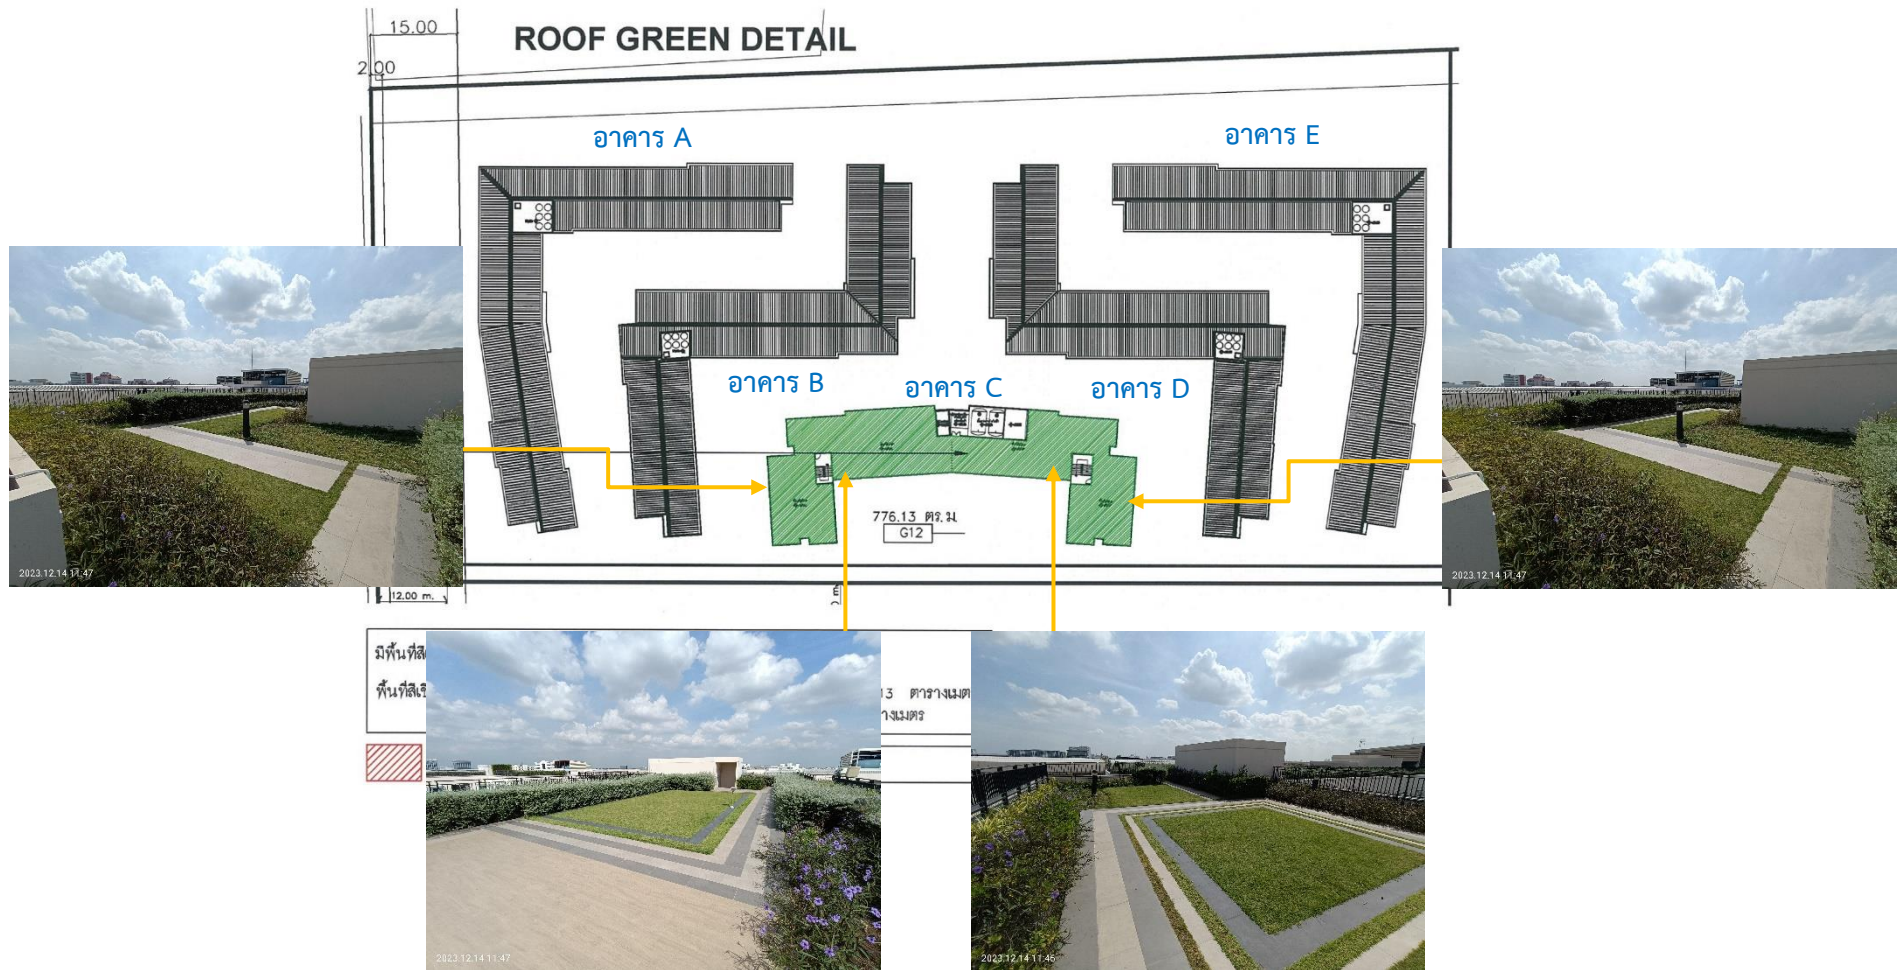 15.00
ROOF GREEN DETAIL
2.00
อาคาร A
อาคาร E
อาคาร B
อาคาร C
อาคาร D
776.13 ตร.ม.
G12
2023.12.14 11:47
2023.12.14 11:47
12.00 m.
มีพื้นที่สี
พื้นที่สีเขี
13 ตารางเมต
างเมตร
2023.12.14 11:47
2023.12.14 11:46